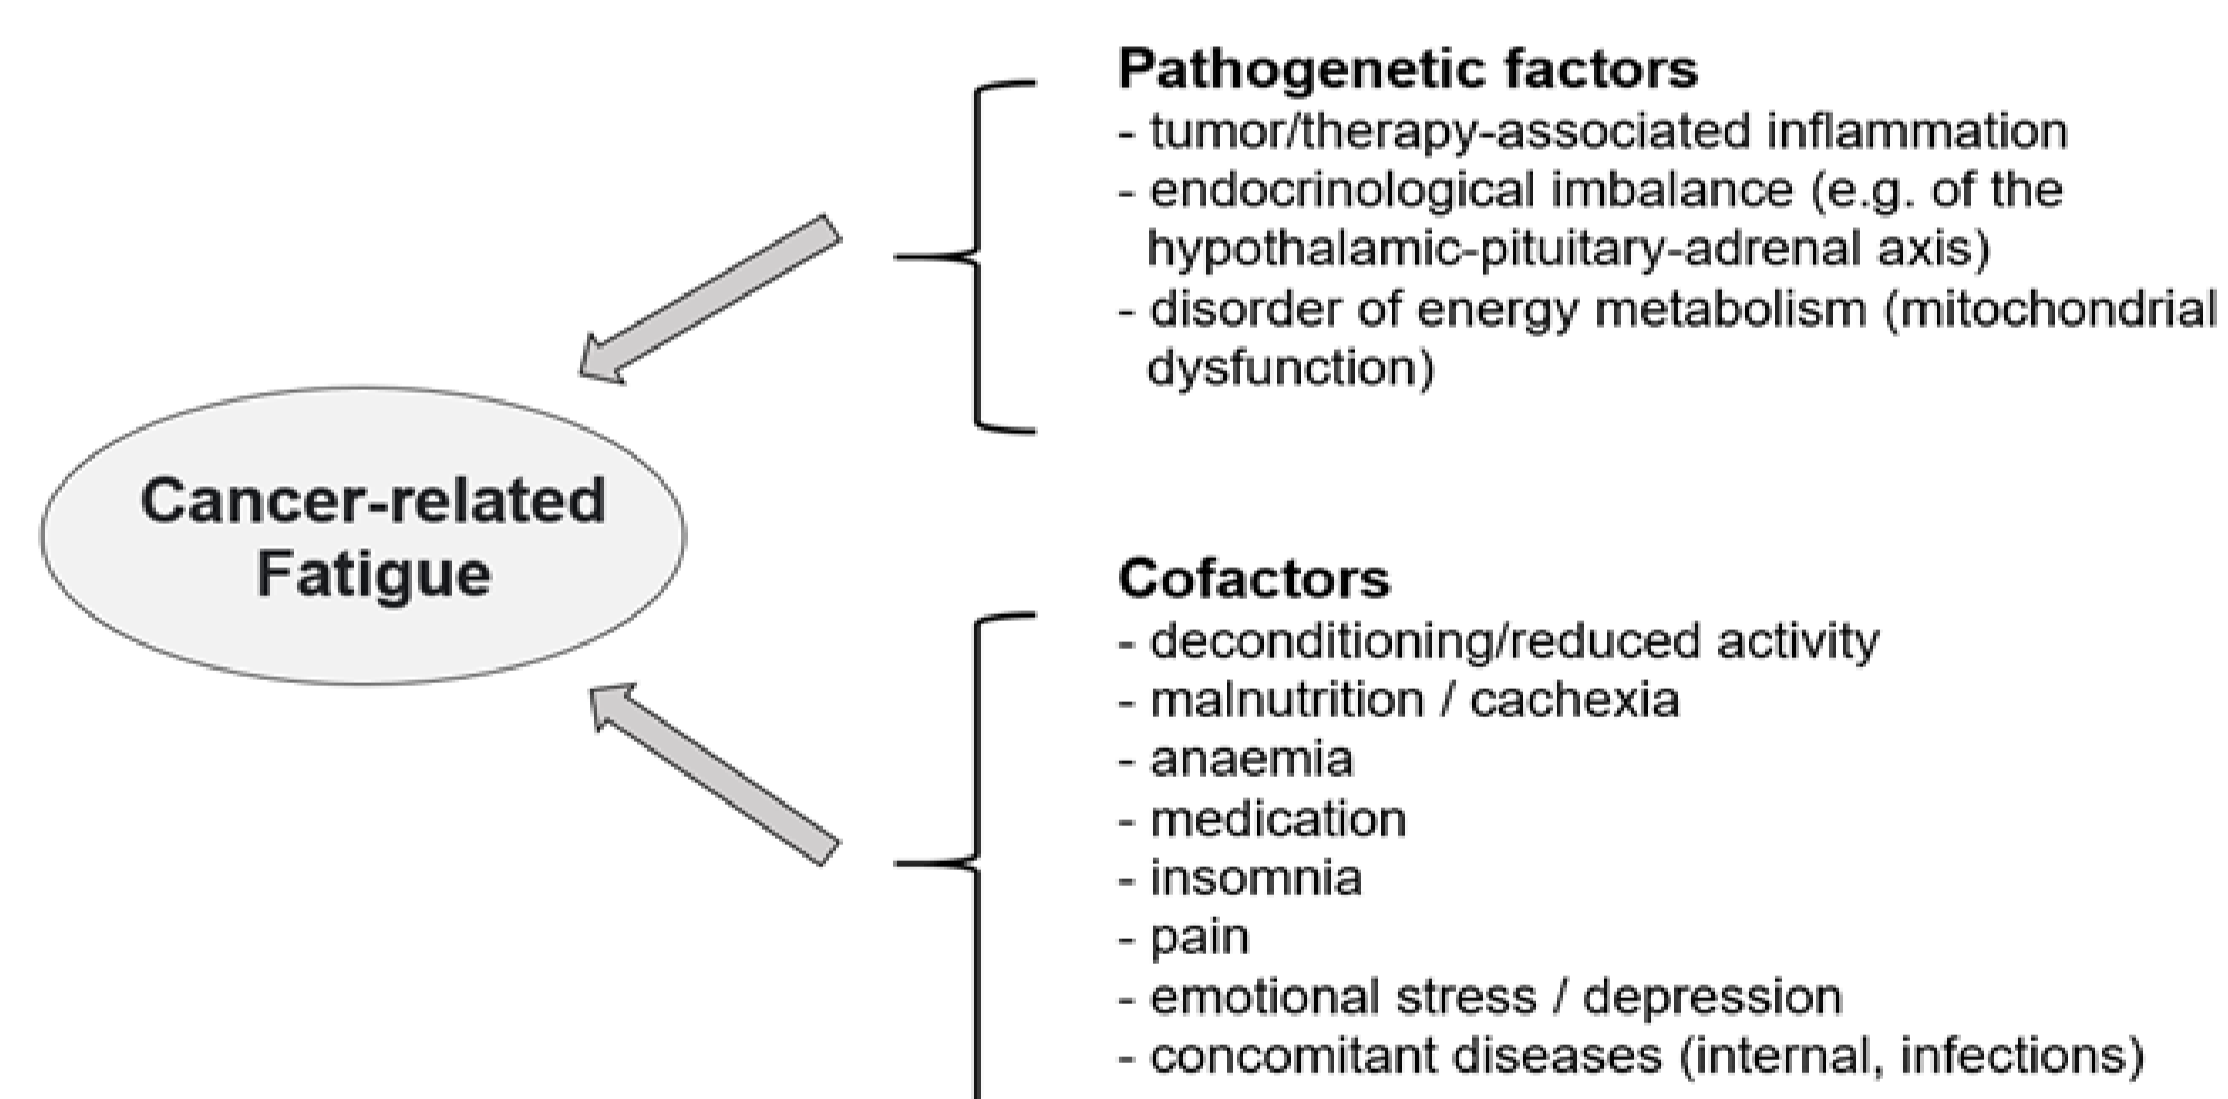 Pathogenetic factors
- tumor/therapy-associated inflammation
- endocrinological imbalance (e.g. of the
hypothalamic-pituitary-adrenal axis)
- disorder of energy metabolism (mitochondrial
dysfunction)
Cancer-related
Fatigue
Cofactors
- deconditioning/reduced activity
- malnutrition / cachexia
- anaemia
- medication
- insomnia
- pain
- emotional stress / depression
- concomitant diseases (internal, infections)